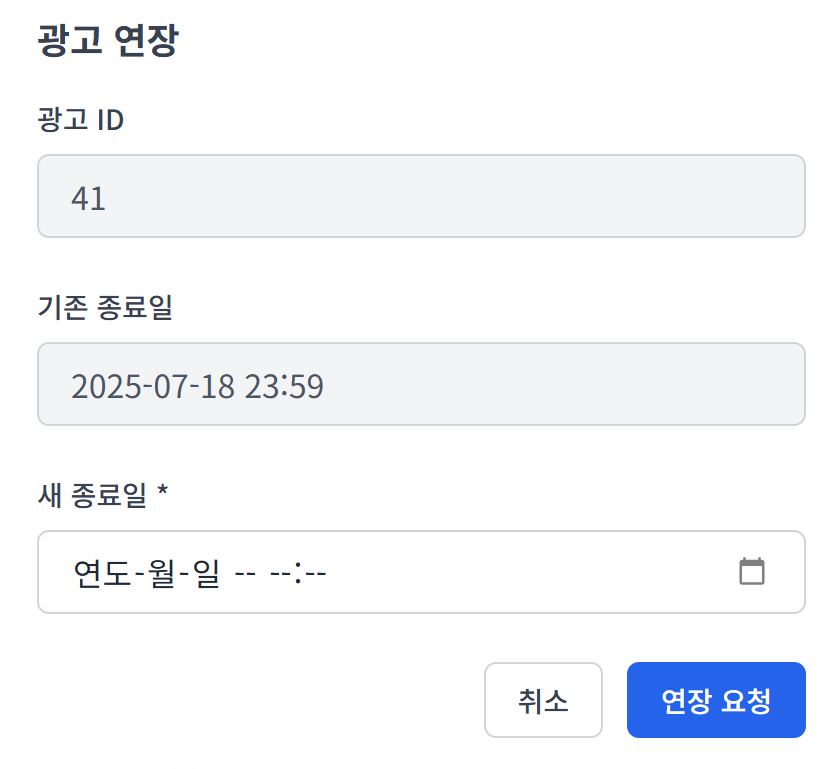 광고 연장
광고 ID
41
기존 종료일
2025-07-18 23:59
새 종료일 *
연도-월-일 -- --:--
취소
연장 요청